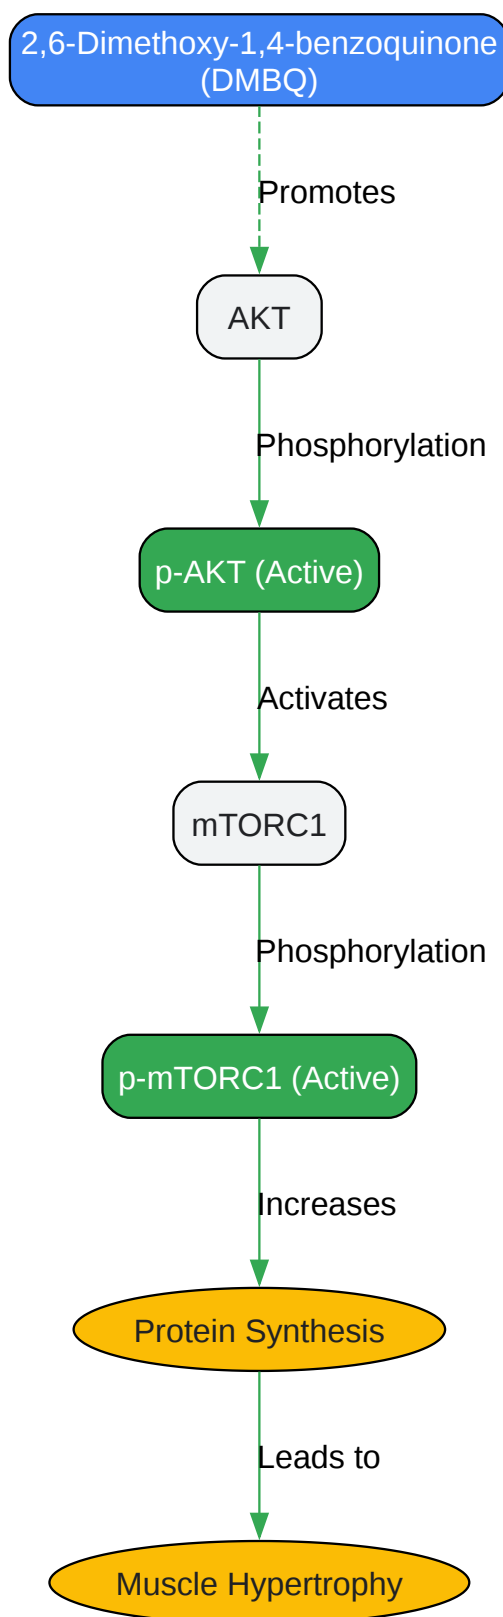 2,6-Dimethoxy-1,4-benzoquinone
(DMBQ)
Promotes
AKT
Phosphorylation
p-AKT (Active)
Activates
mTORC1
Phosphorylation
p-mTORC1 (Active)
Increases
Protein Synthesis
Leads to
Muscle Hypertrophy